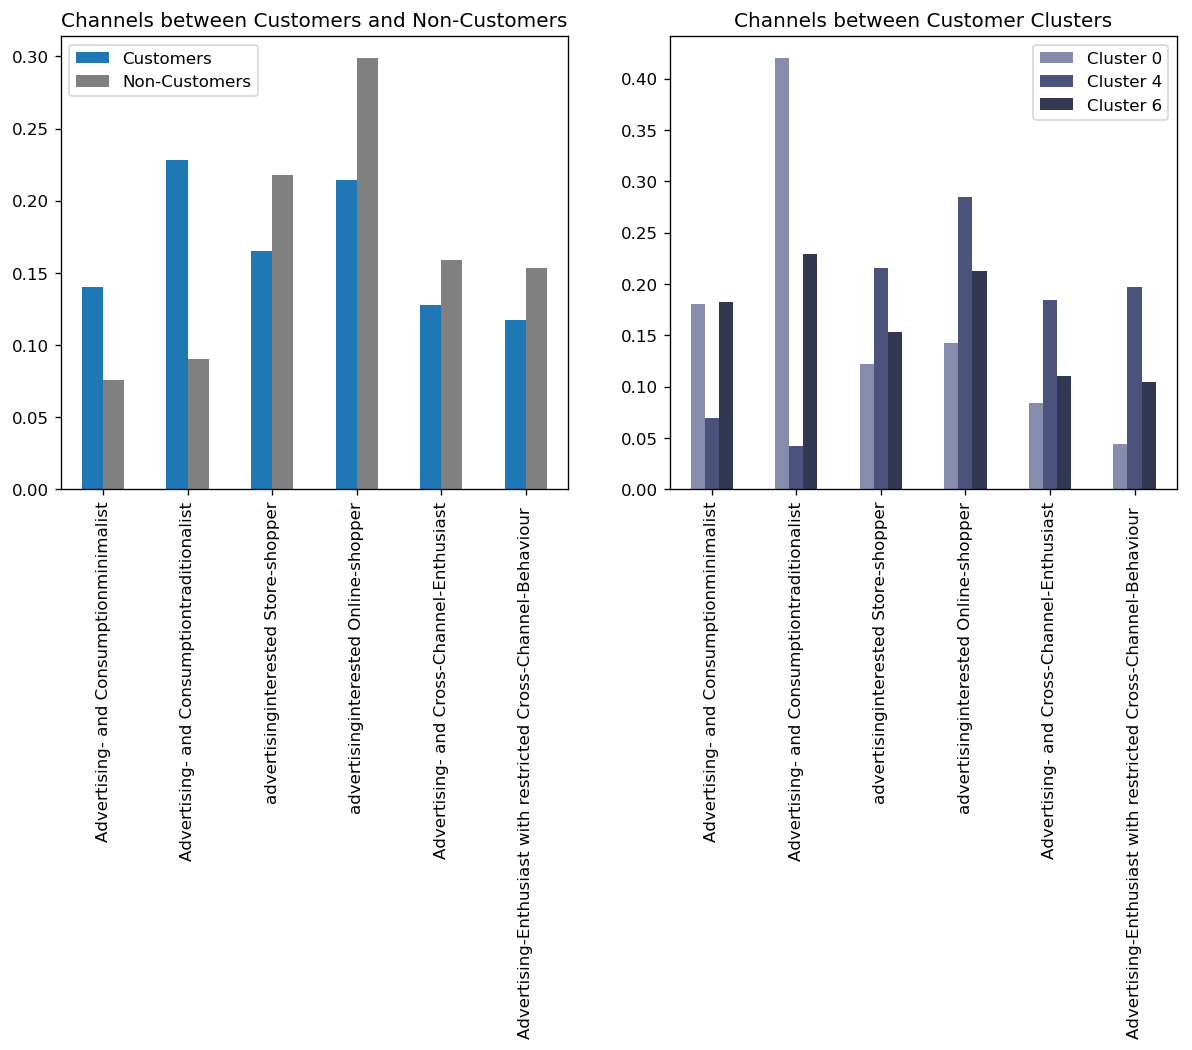 Channels between Customers and Non-Customers
0.30
0.25
0.20
0.15
0.10
0.05
0.00
Customers
Non-Customers
Advertising- and Consumptionminimalist
Advertising- and Consumptiontraditionalist
advertisinginterested Store-shopper
advertisinginterested Online-shopper
Advertising- and Cross-Channel-Enthusiast
Advertising-Enthusiast with restricted Cross-Channel-Behaviour
Channels between Customer Clusters
0.40
0.35
0.30
0.25
0.20
0.15
0.10
0.05
0.00
Cluster 0
Cluster 4
Cluster 6
Advertising- and Consumptionminimalist
Advertising- and Consumptiontraditionalist
advertisinginterested Store-shopper
advertisinginterested Online-shopper
Advertising- and Cross-Channel-Enthusiast
Advertising-Enthusiast with restricted Cross-Channel-Behaviour